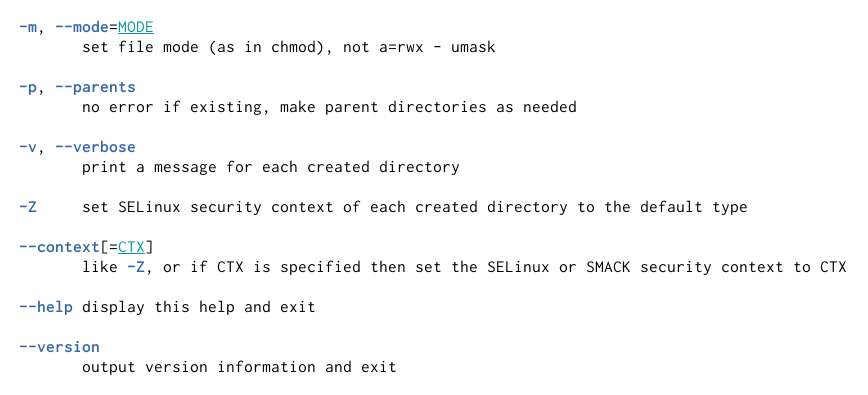 -m, --mode=MODE
set file mode (as in chmod), not a=rwx - umask
-p, --parents
no error if existing, make parent directories as needed
-v, --verbose
print a message for each created directory
-Z     set SELinux security context of each created directory to the default type
--context[=CTX]
like -Z, or if CTX is specified then set the SELinux or SMACK security context to CTX
--help display this help and exit
--version
output version information and exit